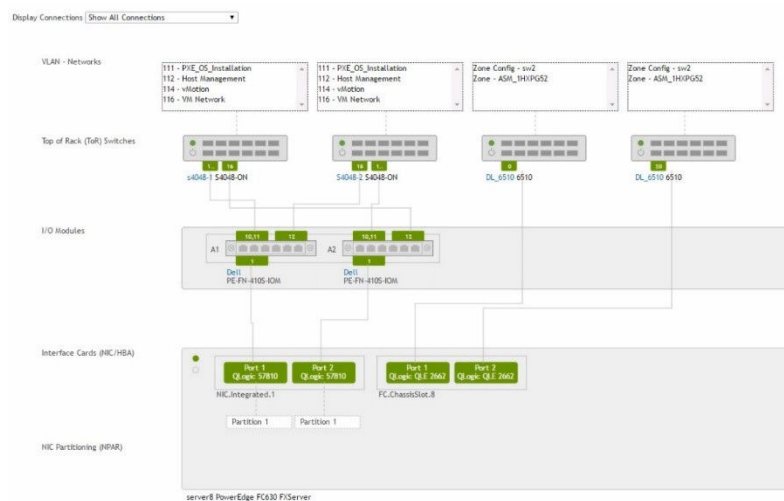 Display Connections Show All Connections
VLAN - Networks
111 - PXE_OS_Installation
112 - Host Management
114 - vMotion
116 - VM Network
111 - PXE_OS_Installation
112 - Host Management
114 - vMotion
116 - VM Network
Zone Config - sw2
Zone - ASM_1HXPG52
Zone Config - sw2
Zone - ASM_1HXPG52
Top of Rack (ToR) Switches
1.. 16
s4048-1 S4048-ON
16 1..
S4048-2 S4048-ON
0
DL_6510 6510
20
DL_6510 6510
I/O Modules
A1
10,11 12
1
Dell
PE-FN-410S-IOM
A2
10,11 12
1
Dell
PE-FN-410S-IOM
Interface Cards (NIC/HBA)
Port 1
QLogic 57810
Port 2
QLogic 57810
NIC.Integrated.1
Port 1
QLogic QLE 2662
Port 2
QLogic QLE 2662
FC.ChassisSlot.8
Partition 1
Partition 1
NIC Partitioning (NPAR)
server8 PowerEdge FC630 FXServer